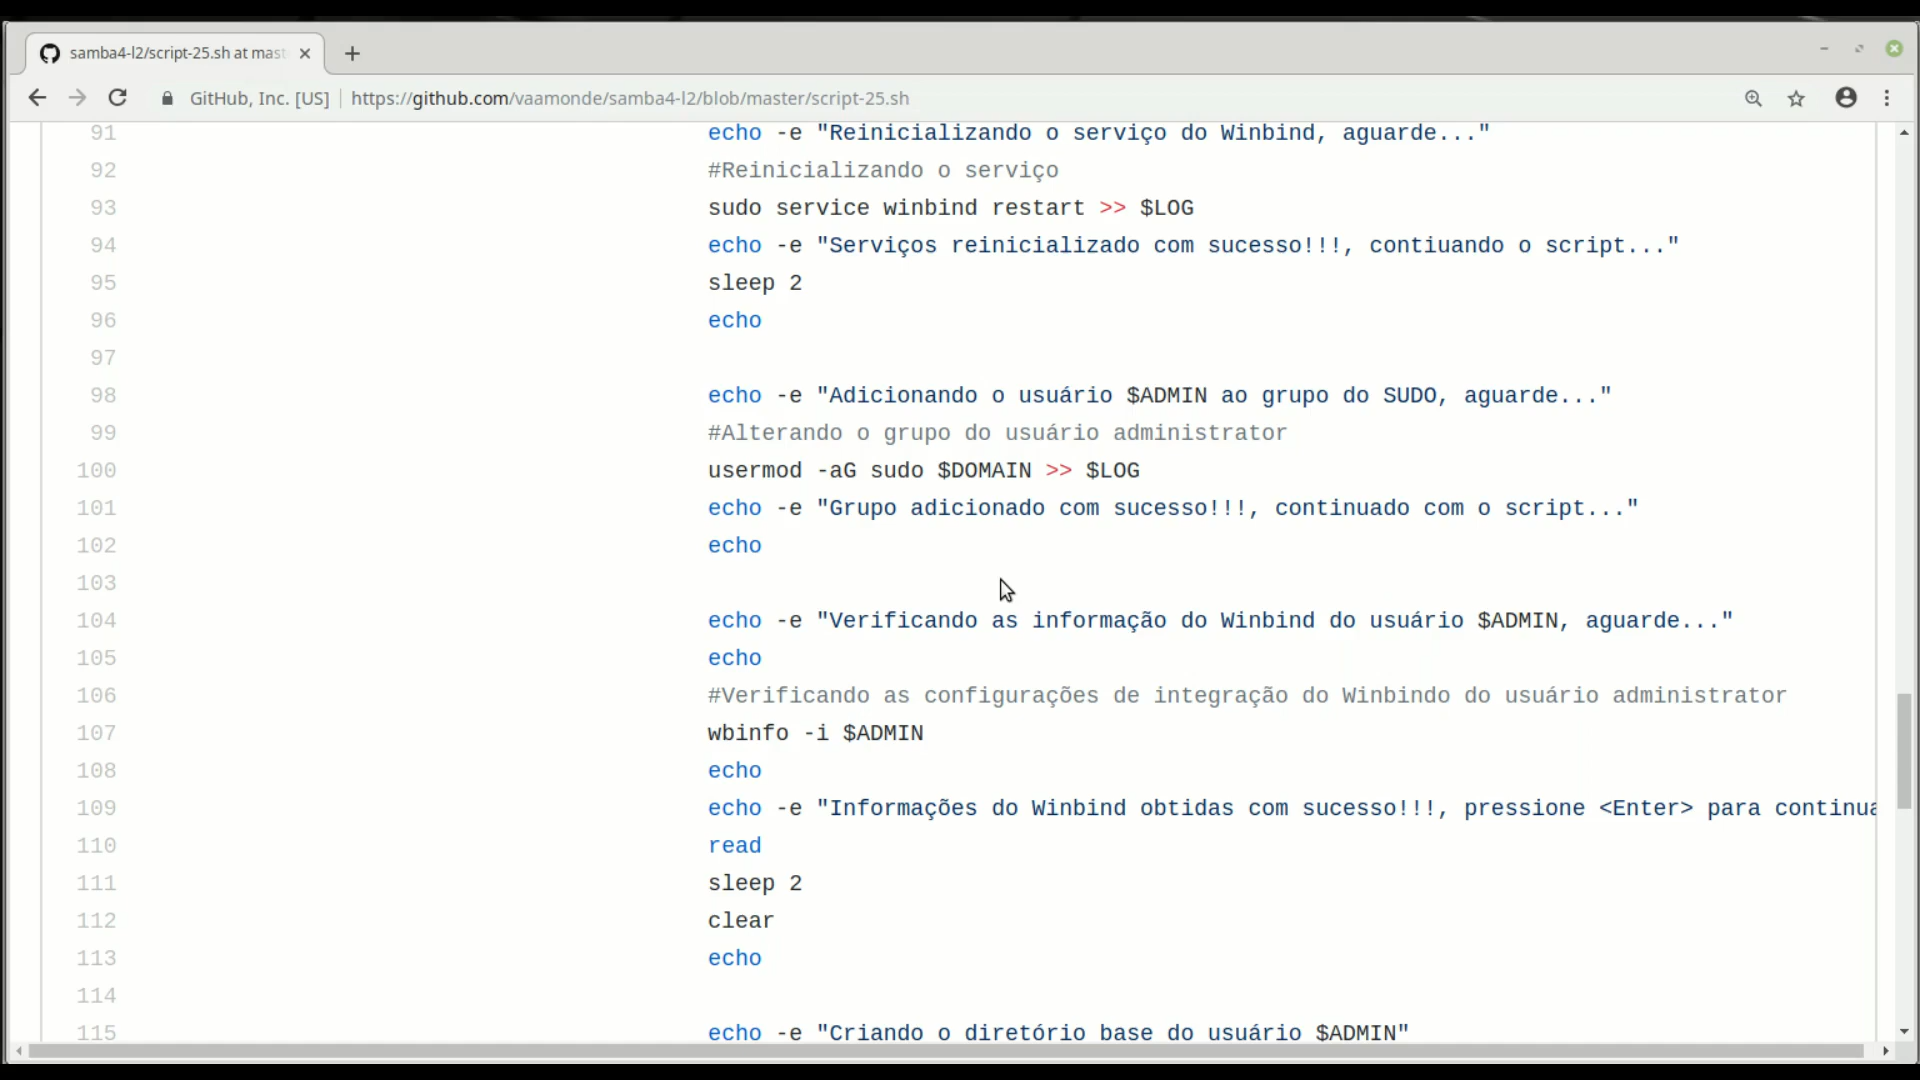 samba4-l2/script-25.sh at mast
GitHub, Inc. [US] https://github.com/vaamonde/samba4-l2/blob/master/script-25.sh
91 echo -e "Reinicializando o serviço do Winbind, aguarde..."
92 #Reinicializando o serviço
93 sudo service winbind restart >> $LOG
94 echo -e "Serviços reinicializado com sucesso!!!, contiuando o script..."
95 sleep 2
96 echo
97
98 echo -e "Adicionando o usuário $ADMIN ao grupo do SUDO, aguarde..."
99 #Alterando o grupo do usuário administrator
100 usermod -aG sudo $DOMAIN >> $LOG
101 echo -e "Grupo adicionado com sucesso!!!, continuado com o script..."
102 echo
103
104 echo -e "Verificando as informação do Winbind do usuário $ADMIN, aguarde..."
105 echo
106 #Verificando as configurações de integração do Winbindo do usuário administrator
107 wbinfo -i $ADMIN
108 echo
109 echo -e "Informações do Winbind obtidas com sucesso!!!, pressione <Enter> para continua
110 read
111 sleep 2
112 clear
113 echo
114
115 echo -e "Criando o diretório base do usuário $ADMIN"